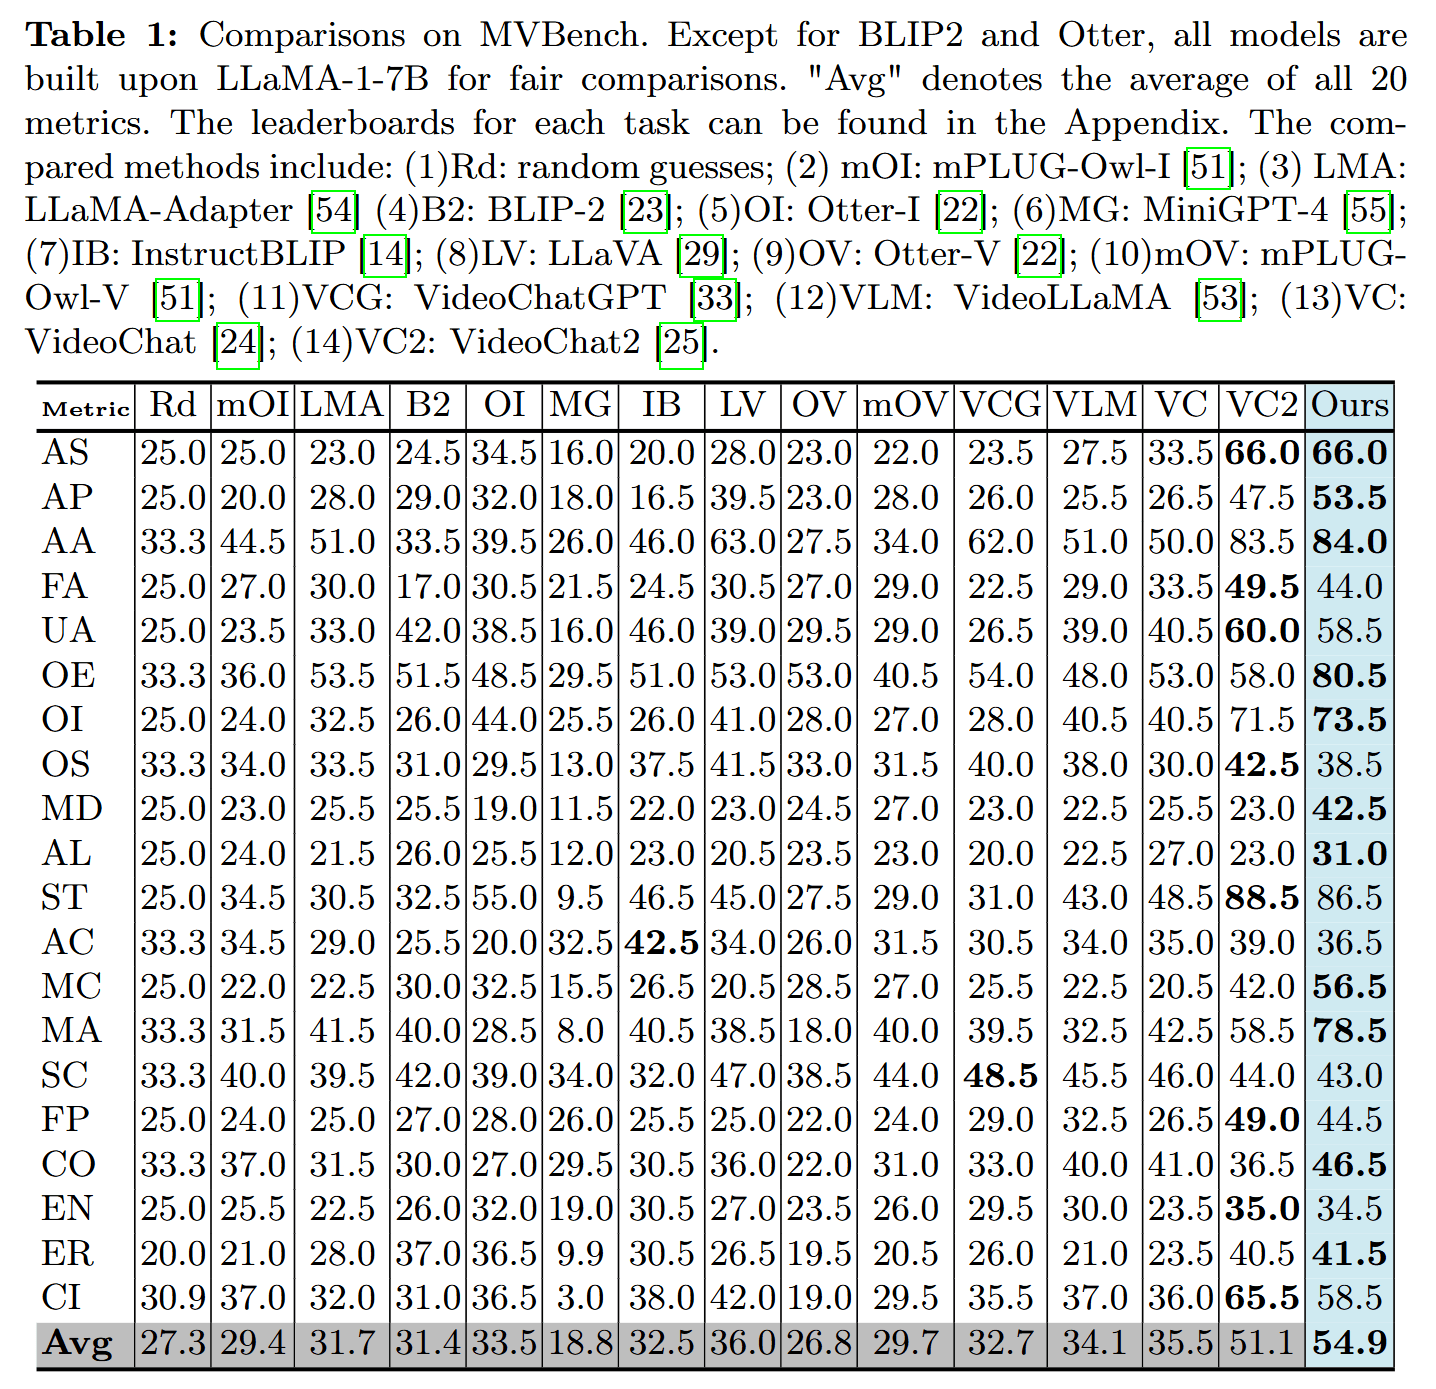 Table 1: Comparisons on MVBench. Except for BLIP2 and Otter, all models are
built upon LLaMA-1-7B for fair comparisons. "Avg" denotes the average of all 20
metrics. The leaderboards for each task can be found in the Appendix. The com-
pared methods include: (1)Rd: random guesses; (2) mOI: mPLUG-Owl-I [51]; (3) LMA:
LLaMA-Adapter [54] (4)B2: BLIP-2 [23]; (5)OI: Otter-I [22]; (6)MG: MiniGPT-4 [55];
(7)IB: InstructBLIP [14]; (8)LV: LLaVA [29]; (9)OV: Otter-V [22]; (10)mOV: mPLUG-
Owl-V [51]; (11)VCG: VideoChatGPT [33]; (12)VLM: VideoLLaMA [53]; (13)VC:
VideoChat [24]; (14)VC2: VideoChat2 [25].
Metric Rd mOI LMA B2 OI MG IB LV OV mOV VCG VLM VC VC2 Ours
AS 25.0 25.0 23.0 24.5 34.5 16.0 20.0 28.0 23.0 22.0 23.5 27.5 33.5 66.0 66.0
AP 25.0 20.0 28.0 29.0 32.0 18.0 16.5 39.5 23.0 28.0 26.0 25.5 26.5 47.5 53.5
AA 33.3 44.5 51.0 33.5 39.5 26.0 46.0 63.0 27.5 34.0 62.0 51.0 50.0 83.5 84.0
FA 25.0 27.0 30.0 17.0 30.5 21.5 24.5 30.5 27.0 29.0 22.5 29.0 33.5 49.5 44.0
UA 25.0 23.5 33.0 42.0 38.5 16.0 46.0 39.0 29.5 29.0 26.5 39.0 40.5 60.0 58.5
OE 33.3 36.0 53.5 51.5 48.5 29.5 51.0 53.0 53.0 40.5 54.0 48.0 53.0 58.0 80.5
OI 25.0 24.0 32.5 26.0 44.0 25.5 26.0 41.0 28.0 27.0 28.0 40.5 40.5 71.5 73.5
OS 33.3 34.0 33.5 31.0 29.5 13.0 37.5 41.5 33.0 31.5 40.0 38.0 30.0 42.5 38.5
MD 25.0 23.0 25.5 25.5 19.0 11.5 22.0 23.0 24.5 27.0 23.0 22.5 25.5 23.0 42.5
AL 25.0 24.0 21.5 26.0 25.5 12.0 23.0 20.5 23.5 23.0 20.0 22.5 27.0 23.0 31.0
ST 25.0 34.5 30.5 32.5 55.0 9.5 46.5 45.0 27.5 29.0 31.0 43.0 48.5 88.5 86.5
AC 33.3 34.5 29.0 25.5 20.0 32.5 42.5 34.0 26.0 31.5 30.5 34.0 35.0 39.0 36.5
MC 25.0 22.0 22.5 30.0 32.5 15.5 26.5 20.5 28.5 27.0 25.5 22.5 20.5 42.0 56.5
MA 33.3 31.5 41.5 40.0 28.5 8.0 40.5 38.5 18.0 40.0 39.5 32.5 42.5 58.5 78.5
SC 33.3 40.0 39.5 42.0 39.0 34.0 32.0 47.0 38.5 44.0 48.5 45.5 46.0 44.0 43.0
FP 25.0 24.0 25.0 27.0 28.0 26.0 25.5 25.0 22.0 24.0 29.0 32.5 26.5 49.0 44.5
CO 33.3 37.0 31.5 30.0 27.0 29.5 30.5 36.0 22.0 31.0 33.0 40.0 41.0 36.5 46.5
EN 25.0 25.5 22.5 26.0 32.0 19.0 30.5 27.0 23.5 26.0 29.5 30.0 23.5 35.0 34.5
ER 20.0 21.0 28.0 37.0 36.5 9.9 30.5 26.5 19.5 20.5 26.0 21.0 23.5 40.5 41.5
CI 30.9 37.0 32.0 31.0 36.5 3.0 38.0 42.0 19.0 29.5 35.5 37.0 36.0 65.5 58.5
Avg 27.3 29.4 31.7 31.4 33.5 18.8 32.5 36.0 26.8 29.7 32.7 34.1 35.5 51.1 54.9